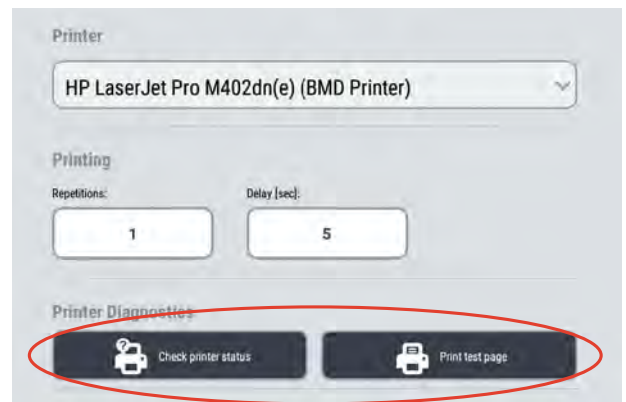 Printer
HP LaserJet Pro M402dn(e) (BMD Printer)
Printing
Repetitions: Delay [sec]:
1 5
Printer Diagnostics
Check printer status Print test page